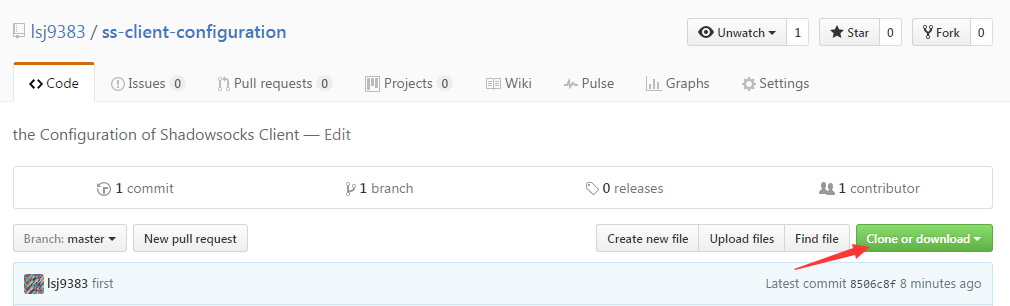 lsj9383 / ss-client-configuration
Unwatch 1 Star 0 Fork 0
Code Issues 0 Pull requests 0 Projects 0 Wiki Pulse Graphs Settings
the Configuration of Shadowsocks Client — Edit
1 commit 1 branch 0 releases 1 contributor
Branch: master New pull request Create new file Upload files Find file Clone or download
lsj9383 first Latest commit 8506c8f 8 minutes ago